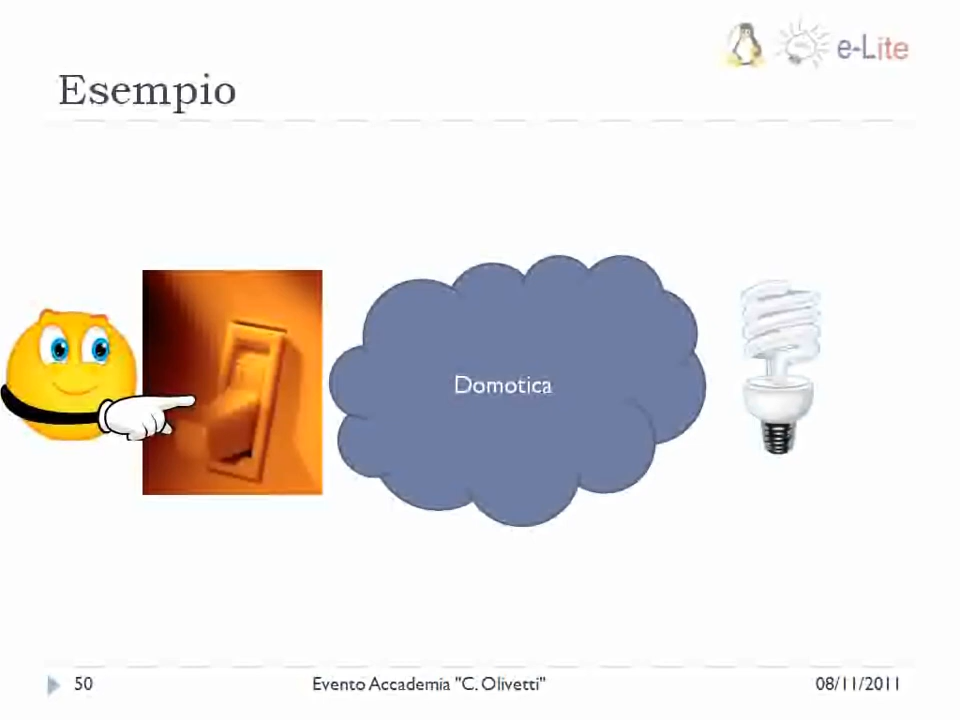 e-Lite
Esempio
Domotica
50
Evento Accademia "C. Olivetti"
08/11/2011